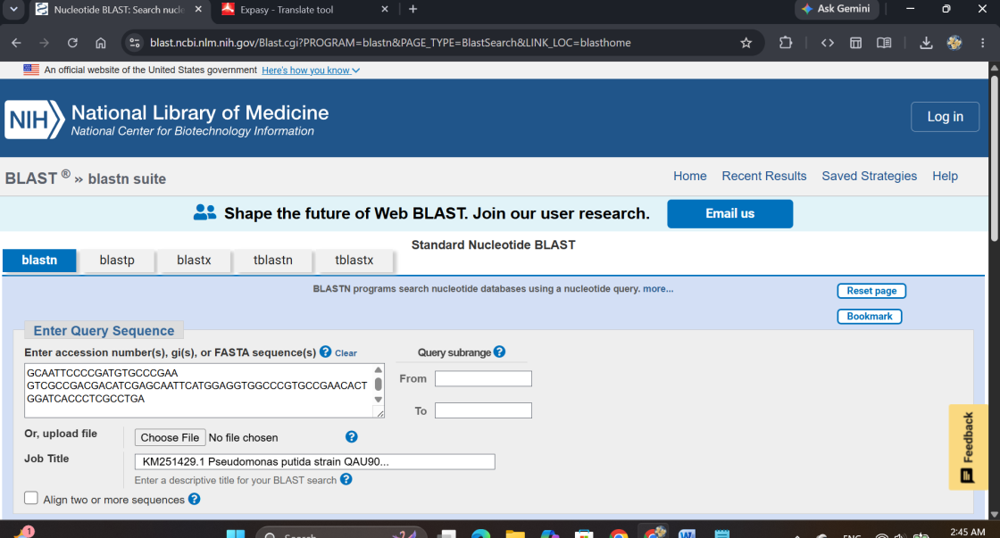 Nucleotide BLAST: Search nucle
Expasy - Translate tool
Ask Gemini
blast.ncbi.nlm.nih.gov/Blast.cgi?PROGRAM=blastn&PAGE_TYPE=BlastSearch&LINK_LOC=blasthome
An official website of the United States government Here's how you know
NIH
National Library of Medicine
National Center for Biotechnology Information
Log in
BLAST ® » blastn suite
Home Recent Results Saved Strategies Help
Shape the future of Web BLAST. Join our user research.
Email us
Standard Nucleotide BLAST
blastn blastp blastx tblastn tblastx
BLASTN programs search nucleotide databases using a nucleotide query. more...
Reset page
Bookmark
Enter Query Sequence
Enter accession number(s), gi(s), or FASTA sequence(s) ? Clear
Query subrange ?
GCAATTCCCCGATGTGCCCGAA
GTCGCCGACGACATCGAGCAATTCATGGAGGTGGCCCGTGCCGAACACT
GGATCACCCTCGCCTGA
From
To
Or, upload file
Choose File No file chosen
?
Job Title
KM251429.1 Pseudomonas putida strain QAU90...
Enter a descriptive title for your BLAST search ?
Align two or more sequences ?
Feedback
1
Search
ENG
2:45 AM